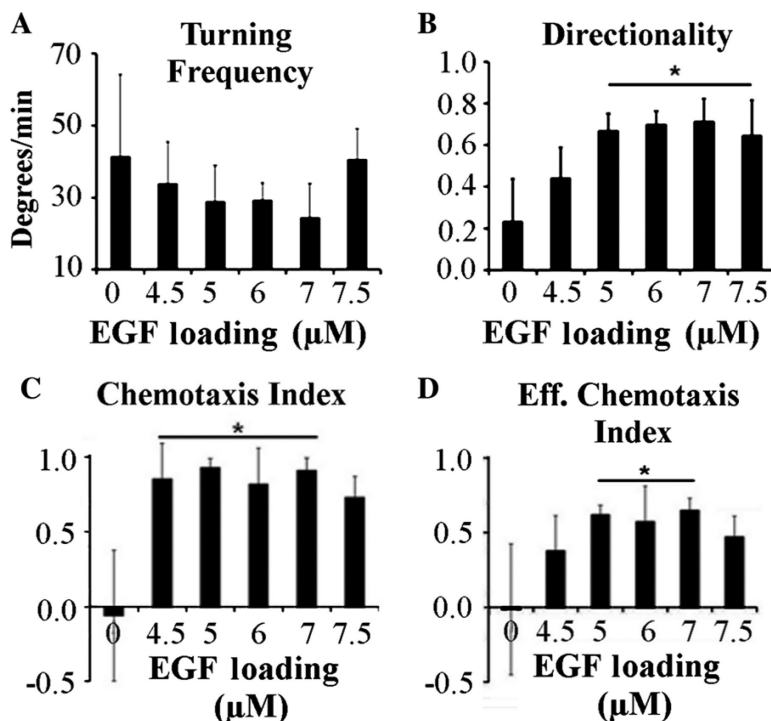 A
Turning
Frequency
Degrees/min
70
50
30
10
0 4.5 5 6 7 7.5
EGF loading (μM)
B
Directionality
1.0
0.8
0.6
0.4
0.2
0.0
*
0 4.5 5 6 7 7.5
EGF loading (μM)
C
Chemotaxis Index
1.0
0.5
0.0
-0.5
*
0 4.5 5 6 7 7.5
EGF loading
(μM)
D
Eff. Chemotaxis
Index
1.0
0.5
0.0
-0.5
*
0 4.5 5 6 7 7.5
EGF loading
(μM)